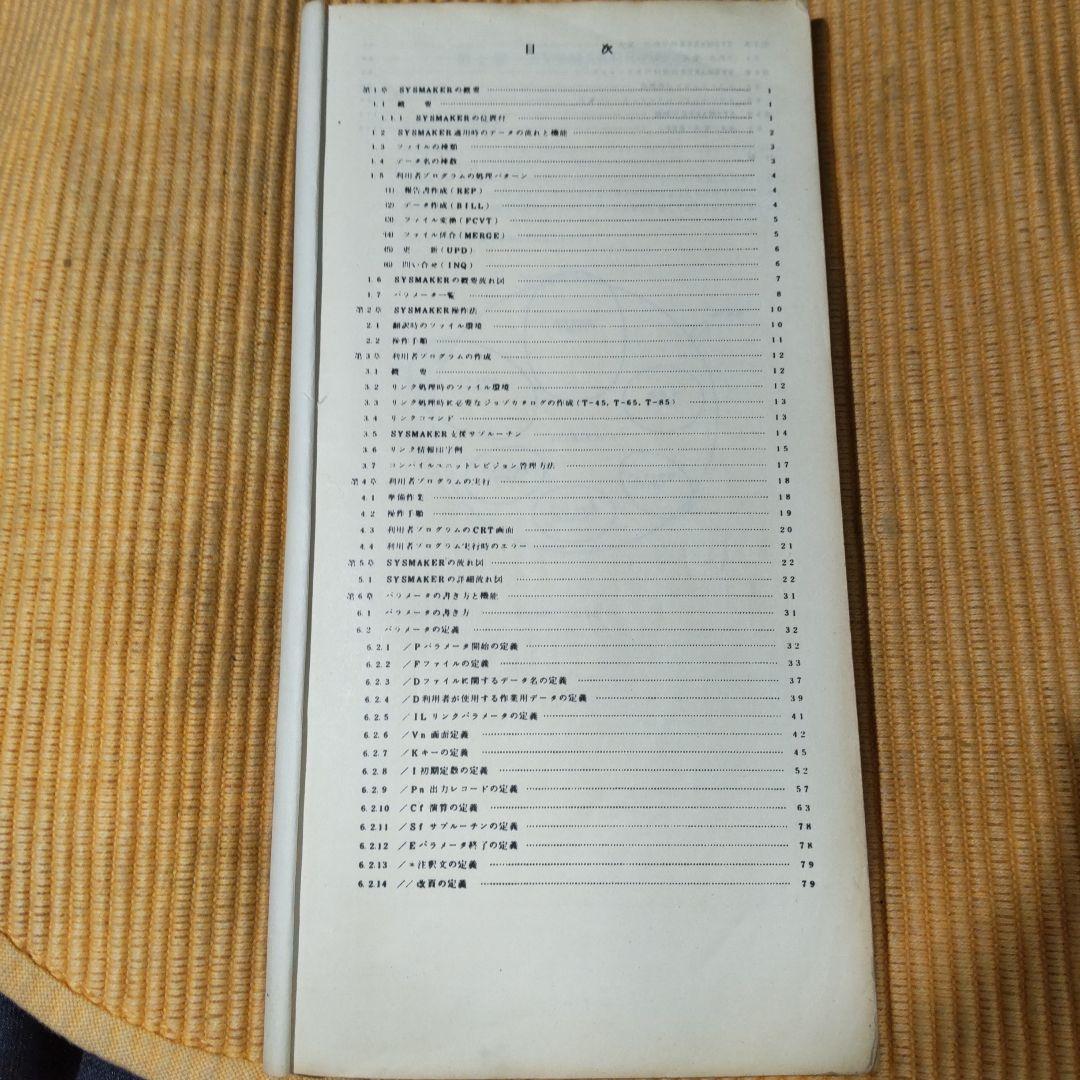 目 次
第1章 SYSMAKERの概要 1
1.1 概 要 1
1.1.1 SYSMAKERの位置付 1
1.2 SYSMAKER適用時のデータの流れと機能 2
1.3 ファイルの種類 3
1.4 データ名の種数 3
1.5 利用者プログラムの処理パターン 4
(1) 報告書作成(REP) 4
(2) データ作成(BILL) 4
(3) ファイル変換(FCVT) 5
(4) ファイル併合(MERGE) 5
(5) 更 新(UPD) 6
(6) 問い合せ(INQ) 6
1.6 SYSMAKERの概要流れ図 7
1.7 パラメータ一覧 8
第2章 SYSMAKER操作法 10
2.1 翻訳時のファイル環境 10
2.2 操作手順 11
第3章 利用者プログラムの作成 12
3.1 概 要 12
3.2 リンク処理時のファイル環境 12
3.3 リンク処理時に必要なジョブカタログの作成(T-45, T-65, T-85) 13
3.4 リンクコマンド 13
3.5 SYSMAKER支援サブルーチン 14
3.6 リンク情報印字例 15
3.7 コンパイルユニットレビジョン管理方法 17
第4章 利用者プログラムの実行 18
4.1 準備作業 18
4.2 操作手順 19
4.3 利用者プログラムのCRT画面 20
4.4 利用者プログラム実行時のエラー 21
第5章 SYSMAKERの流れ図 22
5.1 SYSMAKERの詳細流れ図 22
第6章 パラメータの書き方と機能 31
6.1 パラメータの書き方 31
6.2 パラメータの定義 32
6.2.1 /Pパラメータ開始の定義 32
6.2.2 /Fファイルの定義 33
6.2.3 /Dファイルに関するデータ名の定義 37
6.2.4 /D利用者が使用する作業用データの定義 39
6.2.5 /ILリンクパラメータの定義 41
6.2.6 /Vn画面定義 42
6.2.7 /Kキーの定義 45
6.2.8 /I初期定数の定義 52
6.2.9 /Pn出力レコードの定義 57
6.2.10 /Cf演算の定義 63
6.2.11 /Sfサブルーチンの定義 78
6.2.12 /Eパラメータ終了の定義 78
6.2.13 /*注釈文の定義 79
6.2.14 //改頁の定義 79